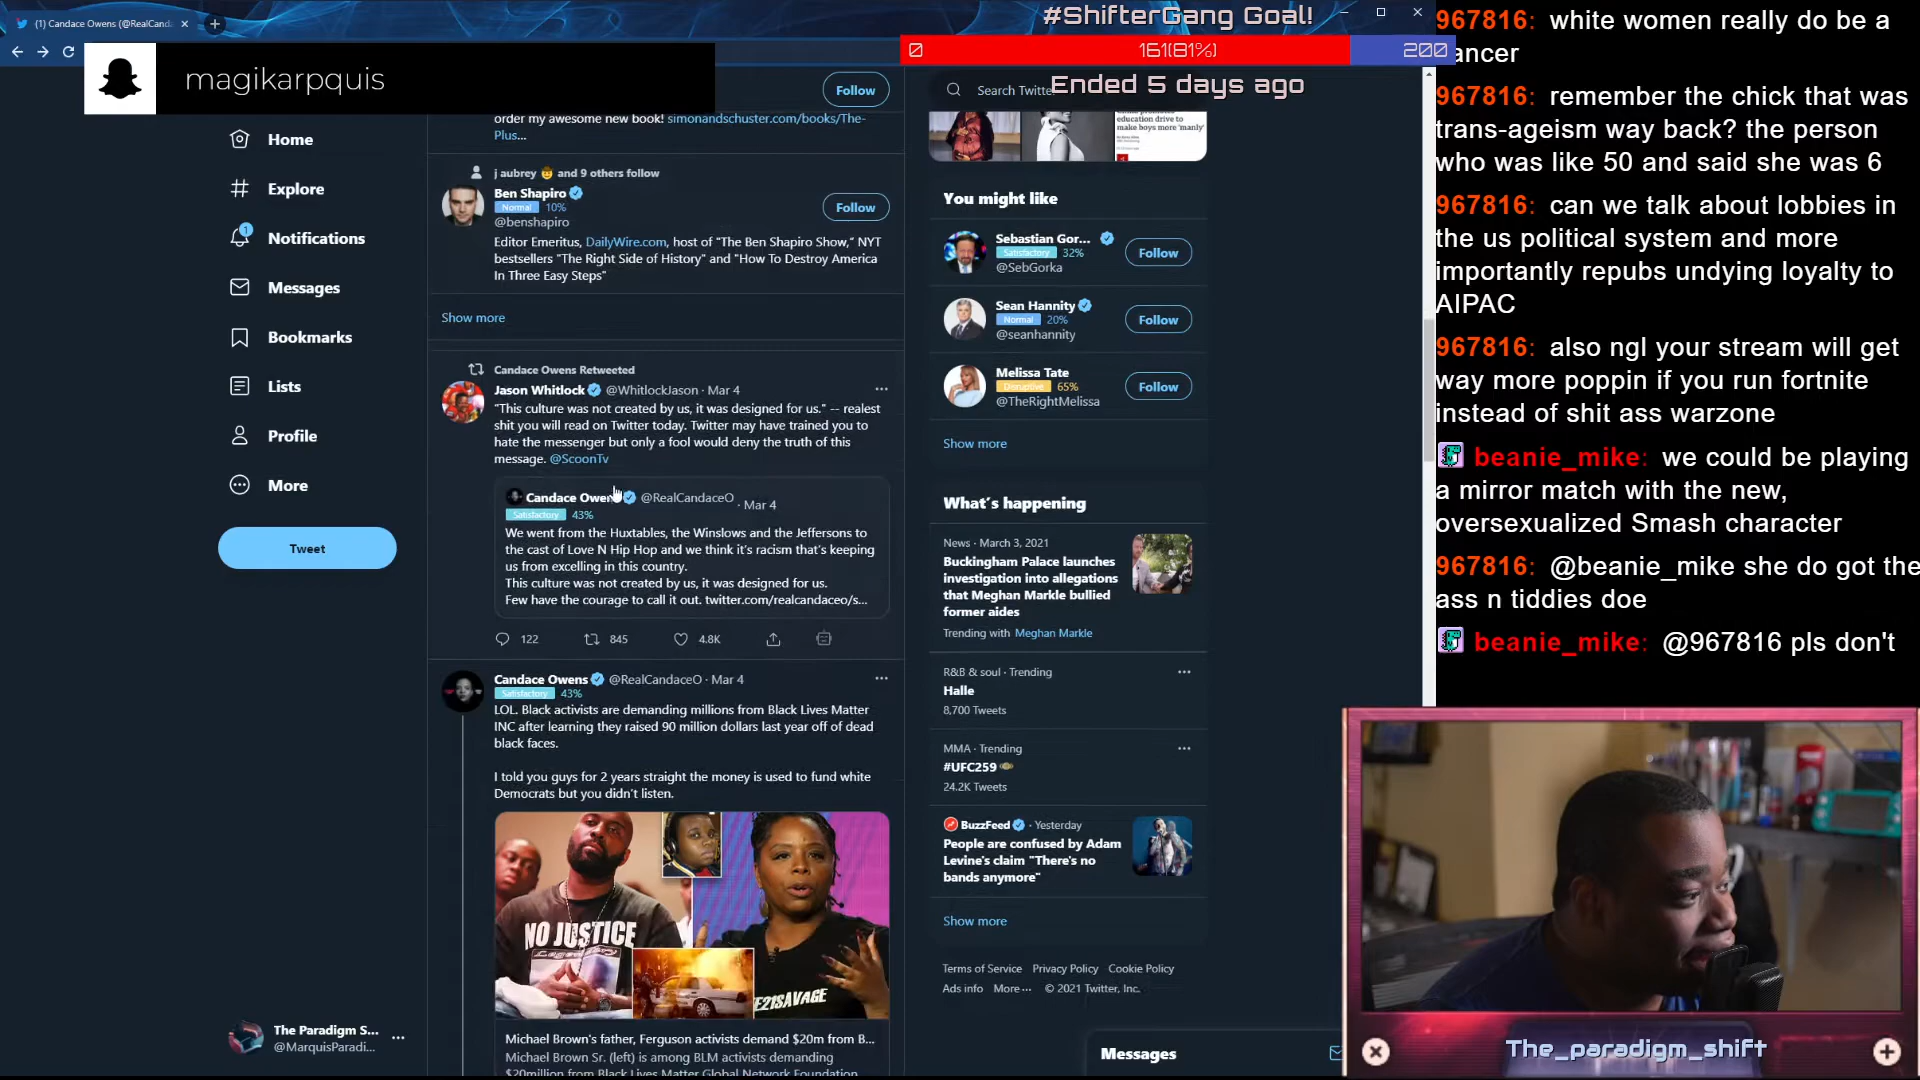 (1) Candace Owens (@RealCand
magikarpquis
#ShifterGang Goal!
0
161(81%)
200
Ended 5 days ago
Home
Explore
1
Notifications
Messages
Bookmarks
Lists
Profile
More
Tweet
The Paradigm S...
@MarquisParadi...
Follow
order my awesome new book! simonandschuster.com/books/The-
Plus...
j aubrey and 9 others follow
Ben Shapiro
Normal 10%
@benshapiro
Follow
Editor Emeritus, DailyWire.com, host of "The Ben Shapiro Show," NYT
bestsellers "The Right Side of History" and "How To Destroy America
In Three Easy Steps"
Show more
Candace Owens Retweeted
Jason Whitlock @WhitlockJason · Mar 4
"This culture was not created by us, it was designed for us." -- realest
shit you will read on Twitter today. Twitter may have trained you to
hate the messenger but only a fool would deny the truth of this
message. @ScoonTv
Candace Owens @RealCandaceO · Mar 4
Satisfactory 43%
We went from the Huxtables, the Winslows and the Jeffersons to
the cast of Love N Hip Hop and we think it's racism that's keeping
us from excelling in this country.
This culture was not created by us, it was designed for us.
Few have the courage to call it out. twitter.com/realcandaceo/s...
122
845
4.8K
Candace Owens @RealCandaceO · Mar 4
Satisfactory 43%
LOL. Black activists are demanding millions from Black Lives Matter
INC after learning they raised 90 million dollars last year off of dead
black faces.
I told you guys for 2 years straight the money is used to fund white
Democrats but you didn't listen.
NO JUSTICE
E21SAVAGE
Michael Brown's father, Ferguson activists demand $20m from B...
Michael Brown Sr. (left) is among BLM activists demanding
$20million from Black Lives Matter Global Network Foundation
Search Twitte
education drive to
make boys more 'manly'
You might like
Sebastian Gor...
Satisfactory 32%
@SebGorka
Follow
Sean Hannity
Normal 20%
@seanhannity
Follow
Melissa Tate
Disruptive 65%
@TheRightMelissa
Follow
Show more
What's happening
News · March 3, 2021
Buckingham Palace launches
investigation into allegations
that Meghan Markle bullied
former aides
Trending with Meghan Markle
R&B & soul · Trending
Halle
8,700 Tweets
MMA · Trending
#UFC259
24.2K Tweets
BuzzFeed · Yesterday
People are confused by Adam
Levine's claim "There's no
bands anymore"
Show more
Terms of Service Privacy Policy Cookie Policy
Ads info More ··· © 2021 Twitter, Inc.
Messages
967816: white women really do be a
ancer
967816: remember the chick that was
trans-ageism way back? the person
who was like 50 and said she was 6
967816: can we talk about lobbies in
the us political system and more
importantly repubs undying loyalty to
AIPAC
967816: also ngl your stream will get
way more poppin if you run fortnite
instead of shit ass warzone
beanie_mike: we could be playing
a mirror match with the new,
oversexualized Smash character
967816: @beanie_mike she do got the
ass n tiddies doe
beanie_mike: @967816 pls don't
The_paradigm_shift